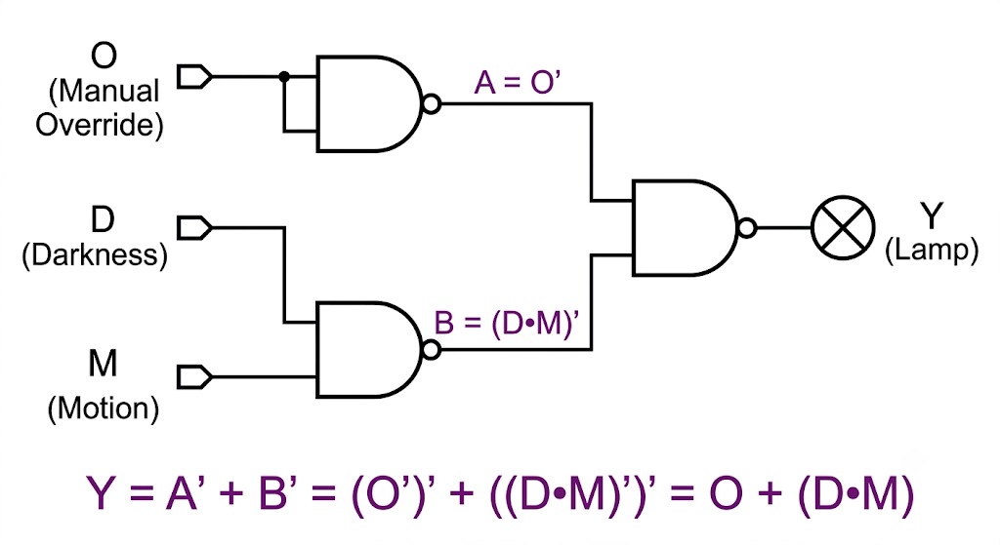 O
(Manual
Override)
A = O’
D
(Darkness)
Y
(Lamp)
B = (D•M)’
M
(Motion)
Y = A’ + B’ = (O’)’ + ((D•M)’)’ = O + (D•M)